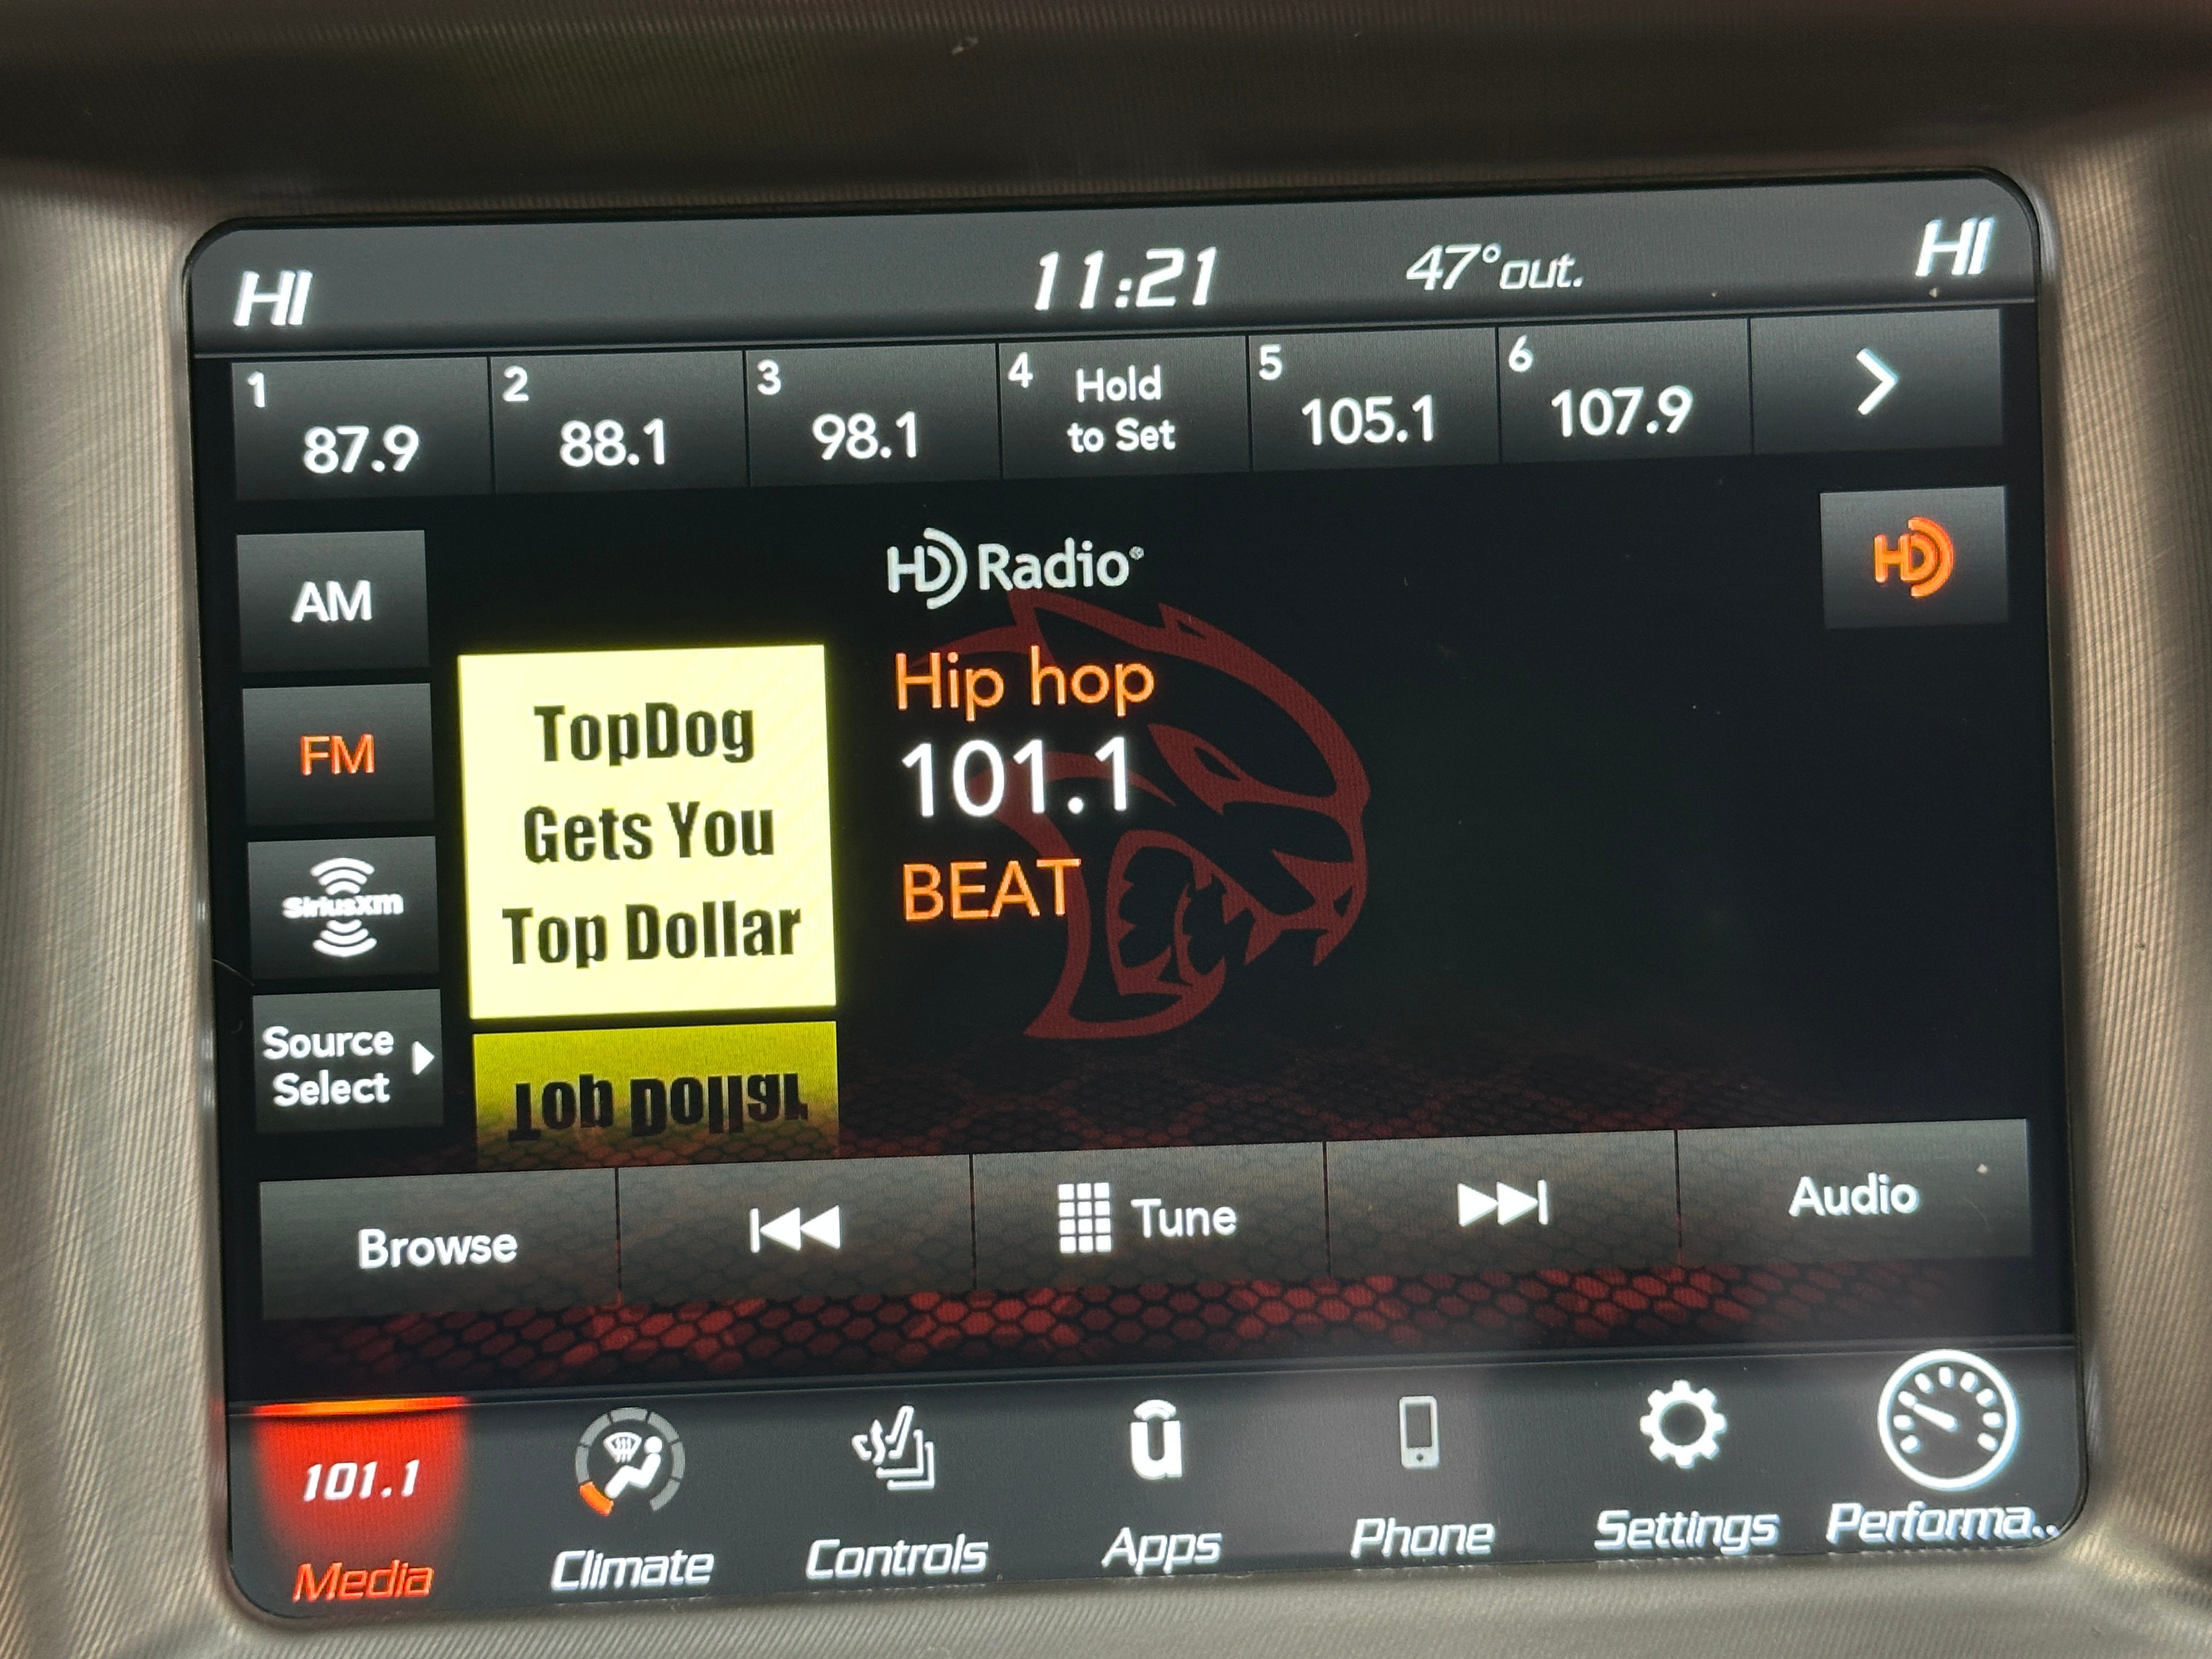 HI 11:21 47°out. HI
1 2 3 4 Hold 5 6
87.9 88.1 98.1 to Set 105.1 107.9
HD Radio®
HD
AM
Hip hop
TopDog
101.1
FM
Gets You
BEAT
SiriusXM
Top Dollar
Source
Select
Top Dollar
Browse Tune Audio
101.1 u
Media Climate Controls Apps Phone Settings Performa..